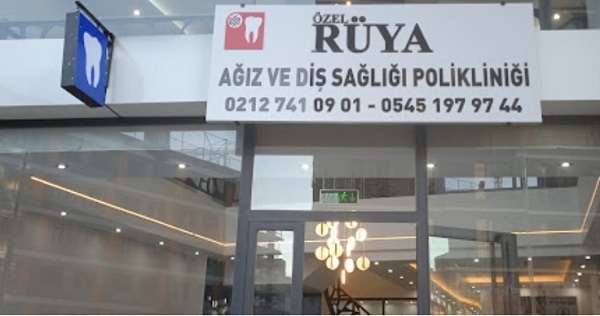 ÖZEL
RÜYA
AĞIZ VE DİŞ SAĞLIĞI POLİKLİNİĞİ
0212 741 09 01 - 0545 197 97 44